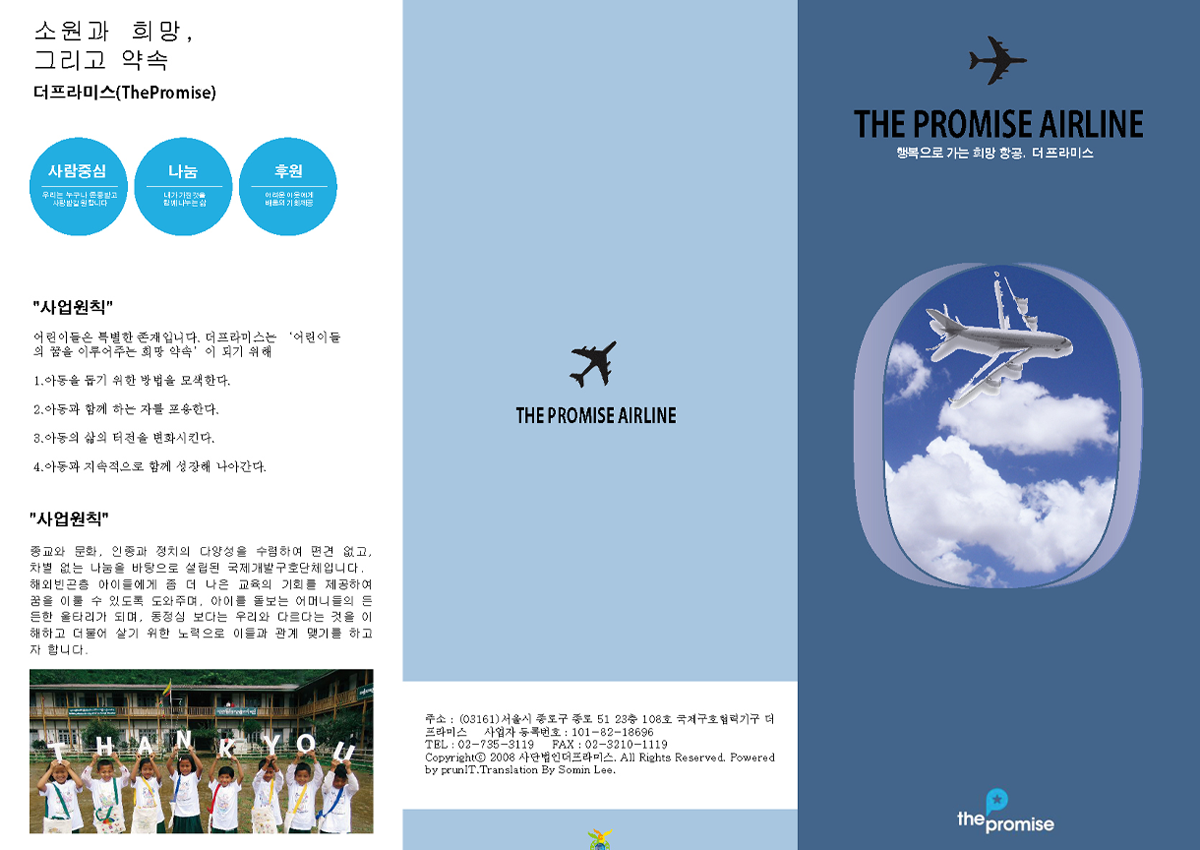 소원과 희망,
그리고 약속
더프라미스(ThePromise)
사람중심
우리는 누구나 존중받고
사랑받길 원합니다
나눔
내가 가진것을
함께 나누는 삶
후원
어려운 이웃에게
배움의 기회제공
"사업원칙"
어린이들은 특별한 존재입니다. 더프라미스는 '어린이들
의 꿈을 이루어주는 희망 약속' 이 되기 위해
1.아동을 돕기 위한 방법을 모색한다.
2.아동과 함께 하는 자를 포용한다.
3.아동의 삶의 터전을 변화시킨다.
4.아동과 지속적으로 함께 성장해 나아간다.
"사업원칙"
종교와 문화, 인종과 정치의 다양성을 수렴하여 편견 없고,
차별 없는 나눔을 바탕으로 설립된 국제개발구호단체입니다.
해외빈곤층 아이들에게 좀 더 나은 교육의 기회를 제공하여
꿈을 이룰 수 있도록 도와주며, 아이를 돌보는 어머니들의 든
든한 울타리가 되며, 동정심 보다는 우리와 다르다는 것을 이
해하고 더불어 살기 위한 노력으로 이들과 관계 맺기를 하고
자 합니다.
THANK YOU
THE PROMISE AIRLINE
주소 : (03161)서울시 종로구 종로 51 23층 108호 국제구호협력기구 더
프라미스 사업자 등록번호 : 101-82-18696
TEL : 02-735-3119 FAX : 02-3210-1119
Copyrightⓒ 2008 사단법인더프라미스. All Rights Reserved. Powered
by prunIT.Translation By Somin Lee.
THE PROMISE AIRLINE
행복으로 가는 희망 항공. 더 프라미스
the
promise